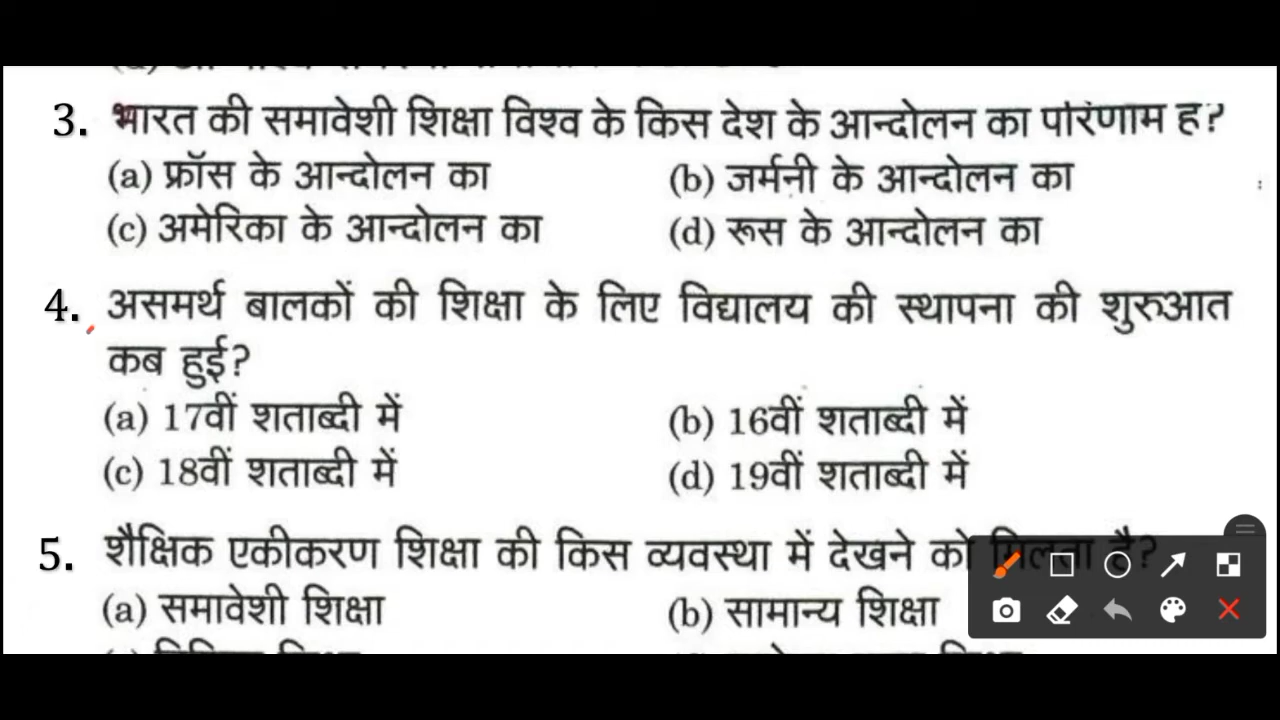 3. भारत की समावेशी शिक्षा विश्व के किस देश के आन्दोलन का परिणाम ह?
(a) फ्रॉस के आन्दोलन का (b) जर्मनी के आन्दोलन का
(c) अमेरिका के आन्दोलन का (d) रूस के आन्दोलन का
4. असमर्थ बालकों की शिक्षा के लिए विद्यालय की स्थापना की शुरुआत
कब हुई?
(a) 17वीं शताब्दी में (b) 16वीं शताब्दी में
(c) 18वीं शताब्दी में (d) 19वीं शताब्दी में
5. शैक्षिक एकीकरण शिक्षा की किस व्यवस्था में देखने को मिलता है?
(a) समावेशी शिक्षा (b) सामान्य शिक्षा